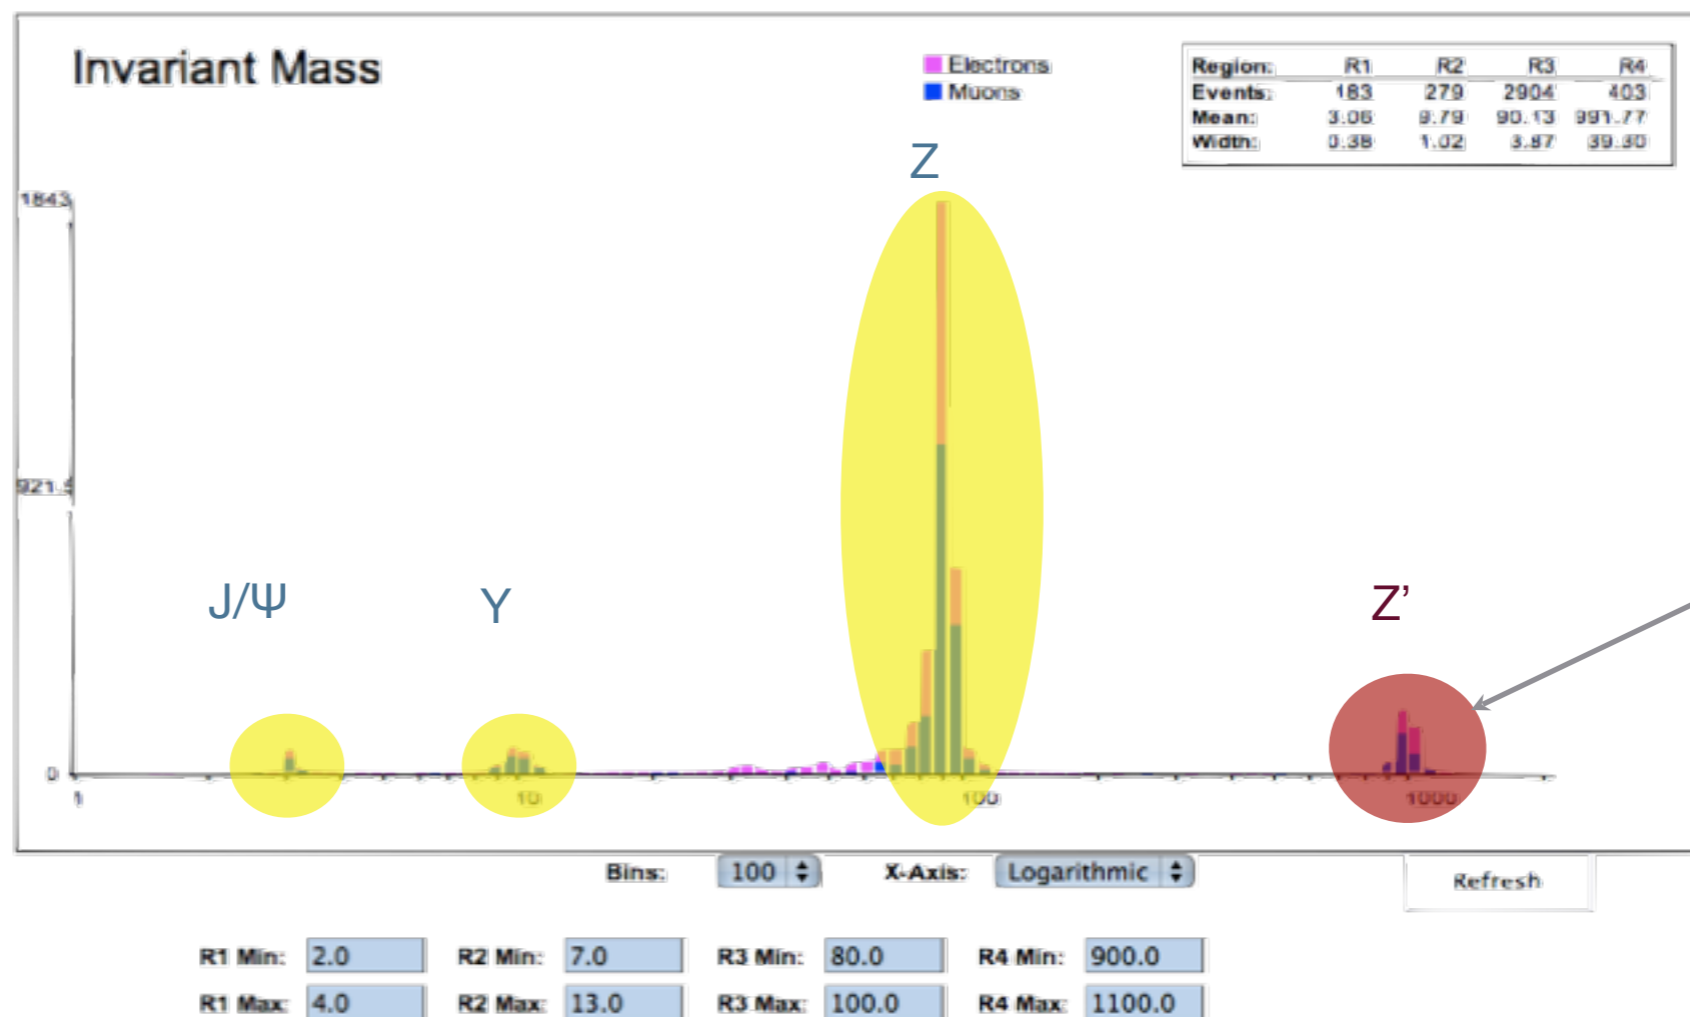 Invariant Mass
Electrons
Muons
Region: R1 R2 R3 R4
Events: 183 279 2904 403
Mean: 3.06 9.79 90.13 991.77
Width: 0.38 1.02 3.87 39.30
Z
1843
921.5
J/Ψ
Y
Z’
0
1 10 100 1000
Bins: 100 X-Axis: Logarithmic Refresh
R1 Min: 2.0 R2 Min: 7.0 R3 Min: 80.0 R4 Min: 900.0
R1 Max: 4.0 R2 Max: 13.0 R3 Max: 100.0 R4 Max: 1100.0